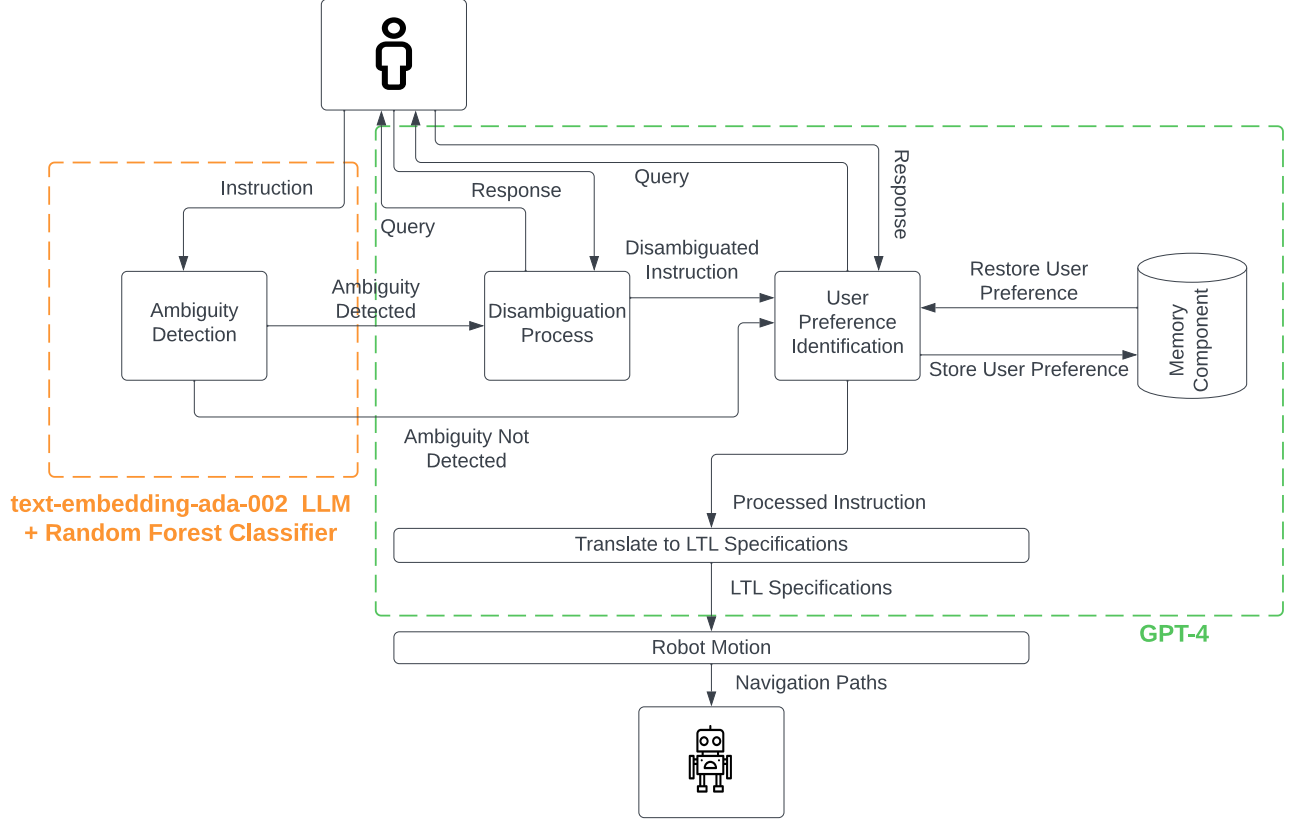 Instruction
Response
Query
Query
Response
Ambiguity
Detection
Ambiguity
Detected
Disambiguation
Process
Disambiguated
Instruction
User
Preference
Identification
Restore User
Preference
Store User Preference
Memory
Component
Ambiguity Not
Detected
text-embedding-ada-002 LLM
+ Random Forest Classifier
Processed Instruction
Translate to LTL Specifications
LTL Specifications
GPT-4
Robot Motion
Navigation Paths